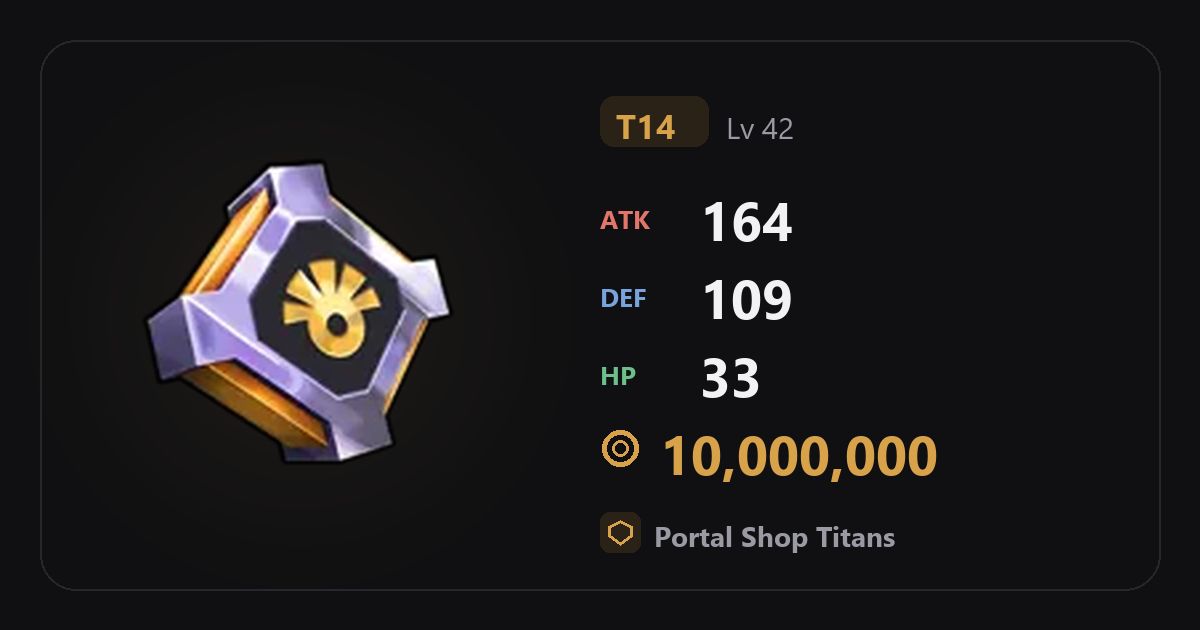 T14 Lv 42
ATK 164
DEF 109
HP 33
10,000,000
Portal Shop Titans